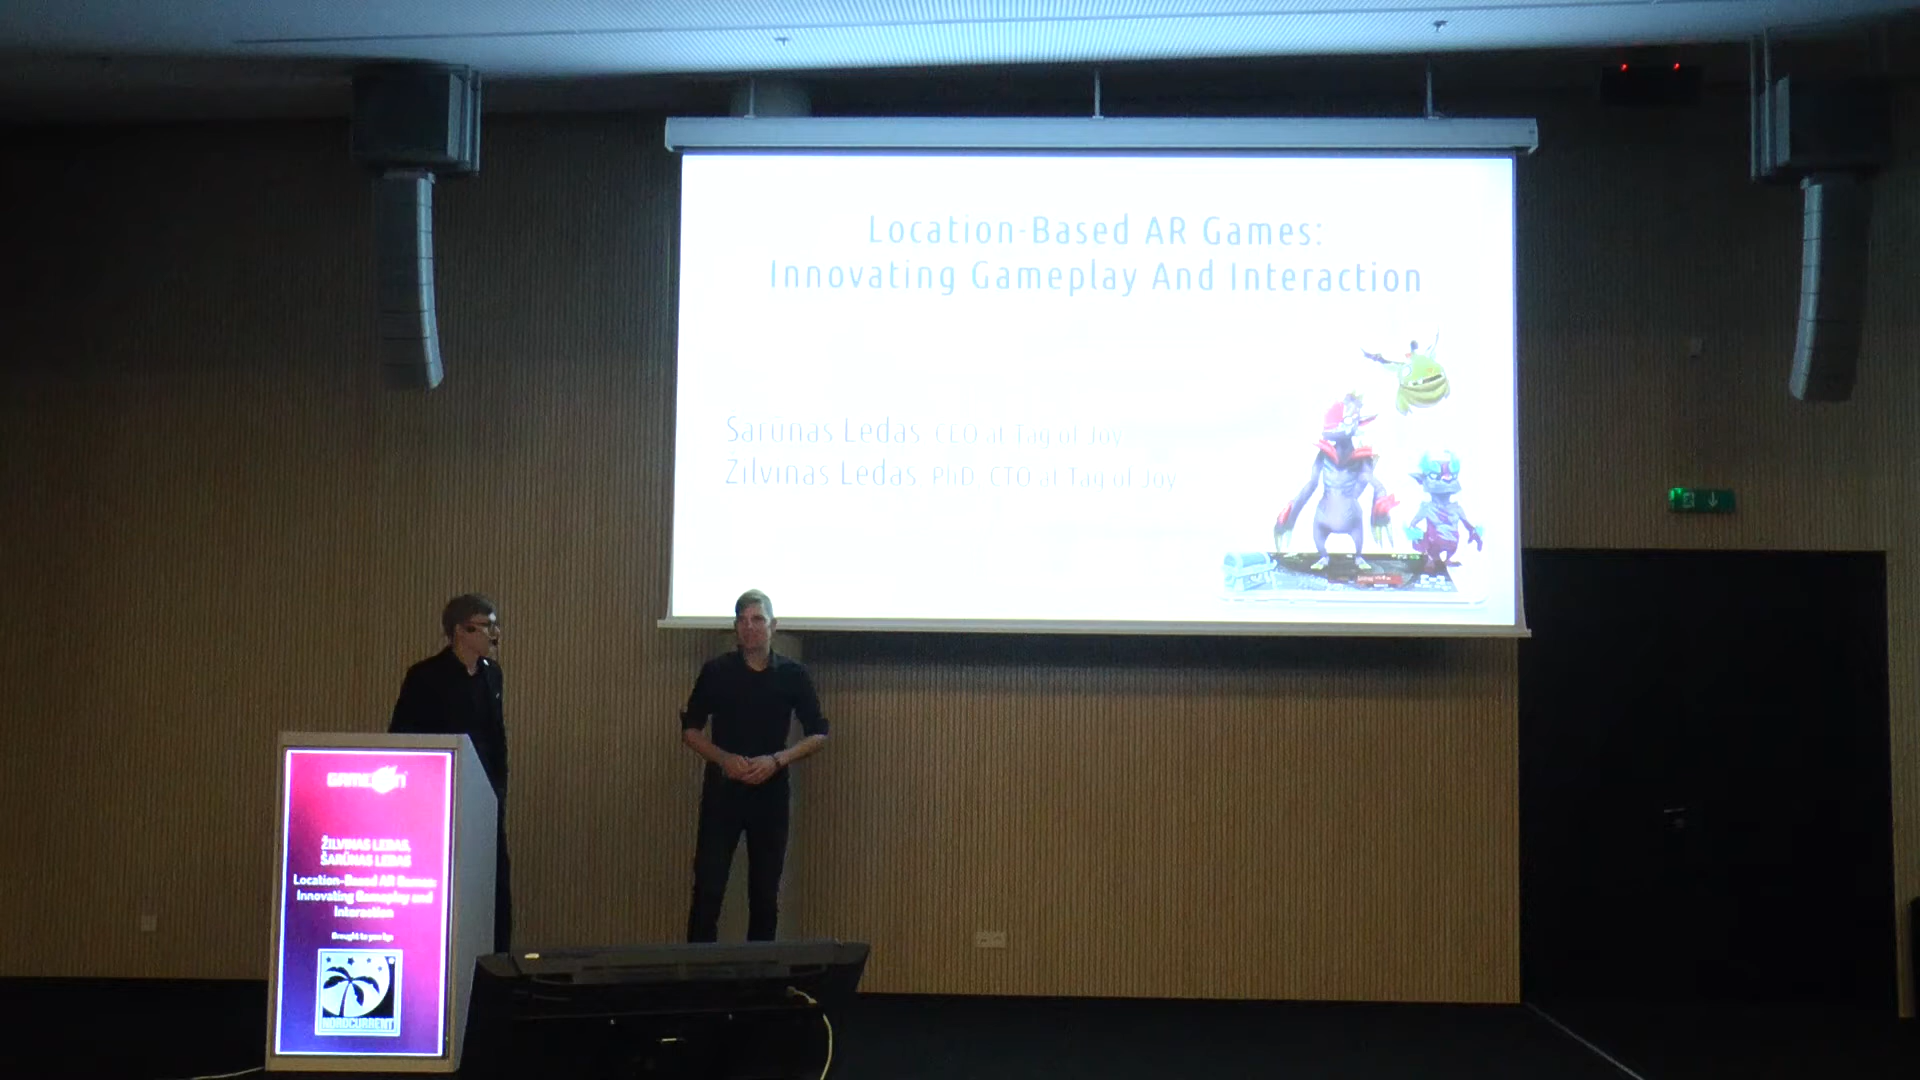 Location-Based AR Games:
Innovating Gameplay And Interaction
Šarūnas Ledas CEO at Tag of Joy
Žilvinas Ledas, PhD, CTO at Tag of Joy
ŽILVINAS LEDAS,
ŠARŪNAS LEDAS
Location-Based AR Games:
Innovating Gameplay and
Interaction
Brought to you by:
NORDCURRENT